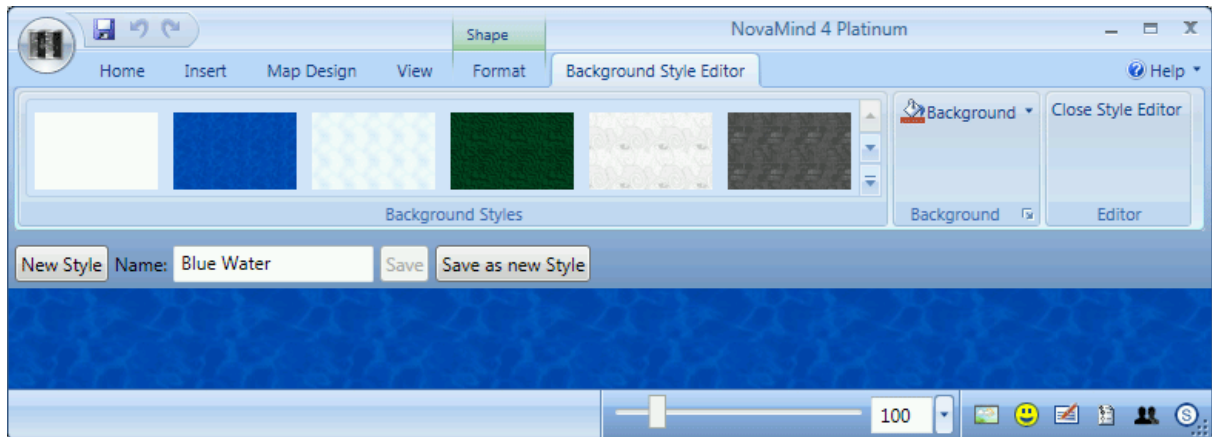 Shape
NovaMind 4 Platinum
Home Insert Map Design View Format Background Style Editor Help
Background Close Style Editor
Background Styles Background Editor
New Style Name: Blue Water Save Save as new Style
100
S